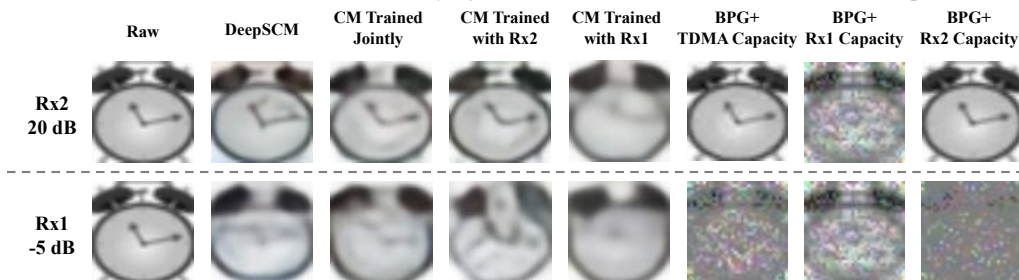 Raw
DeepSCM
CM Trained
Jointly
CM Trained
with Rx2
CM Trained
with Rx1
BPG+
TDMA Capacity
BPG+
Rx1 Capacity
BPG+
Rx2 Capacity
Rx2
20 dB
Rx1
-5 dB